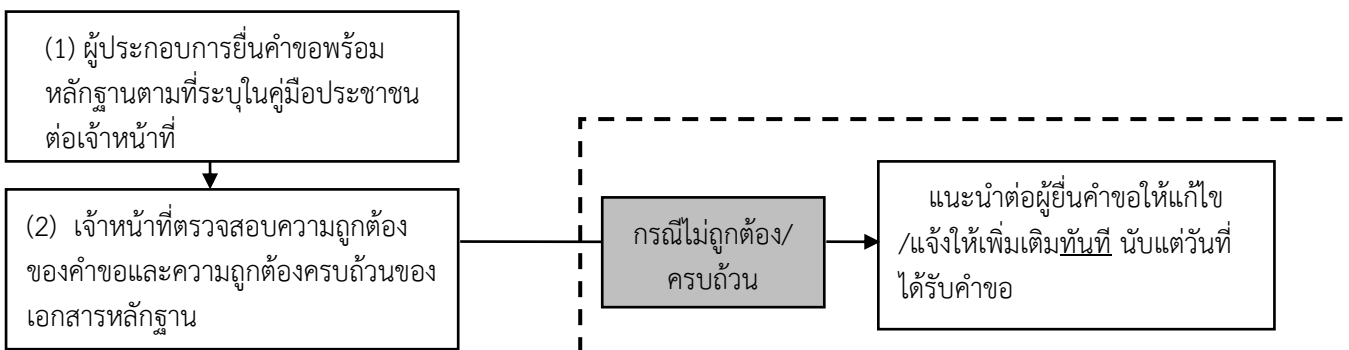 (1) ผู้ประกอบการยื่นคำขอพร้อม
หลักฐานตามที่ระบุในคู่มือประชาชน
ต่อเจ้าหน้าที่
(2) เจ้าหน้าที่ตรวจสอบความถูกต้อง
ของคำขอและความถูกต้องครบถ้วนของ
เอกสารหลักฐาน
กรณีไม่ถูกต้อง/
ครบถ้วน
แนะนำต่อผู้ยื่นคำขอให้แก้ไข
/แจ้งให้เพิ่มเติมทันที นับแต่วันที่
ได้รับคำขอ